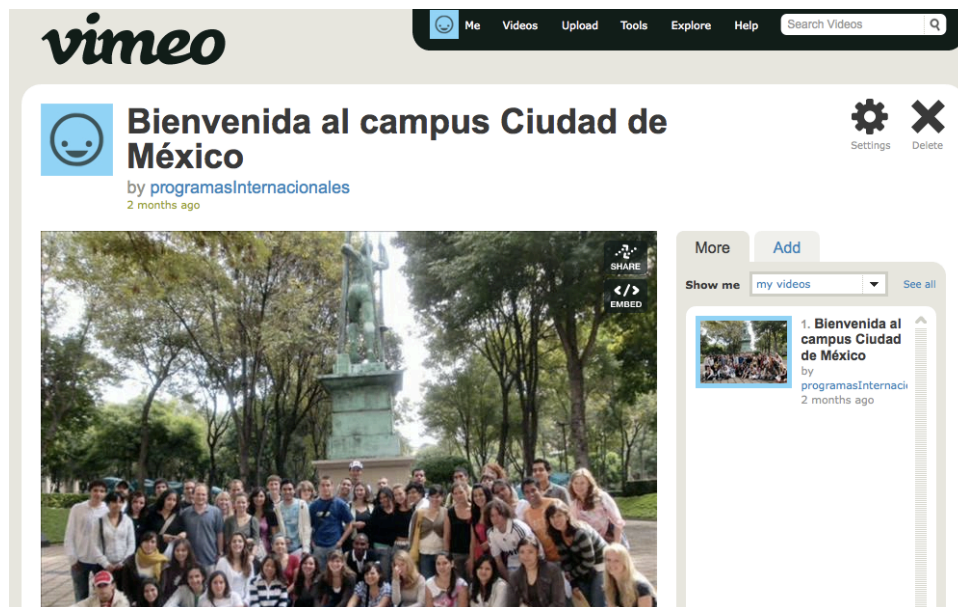 vimeo
Me Videos Upload Tools Explore Help Search Videos
Bienvenida al campus Ciudad de
México
by programasInternacionales
2 months ago
Settings Delete
SHARE
</>
EMBED
More Add
Show me my videos See all
1. Bienvenida al
campus Ciudad
de México
by
programasInternaci
2 months ago